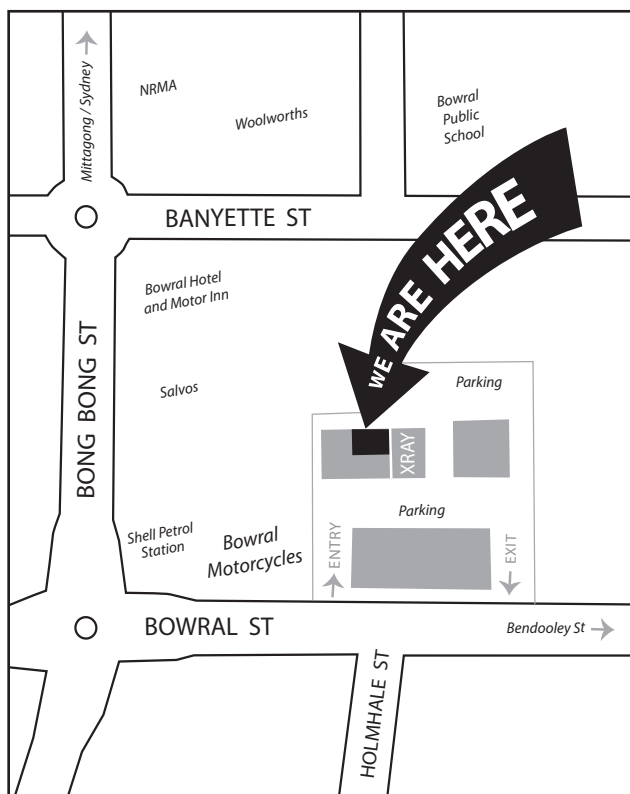 Mittagong / Sydney
NRMA
Woolworths
Bowral
Public
School
BANYETTE ST
WE ARE HERE
Bowral Hotel
and Motor Inn
BONG BONG ST
Salvos
Parking
XRAY
Parking
Shell Petrol
Station
Bowral
Motorcycles
ENTRY
EXIT
BOWRAL ST
Bendooley St
HOLMHALE ST